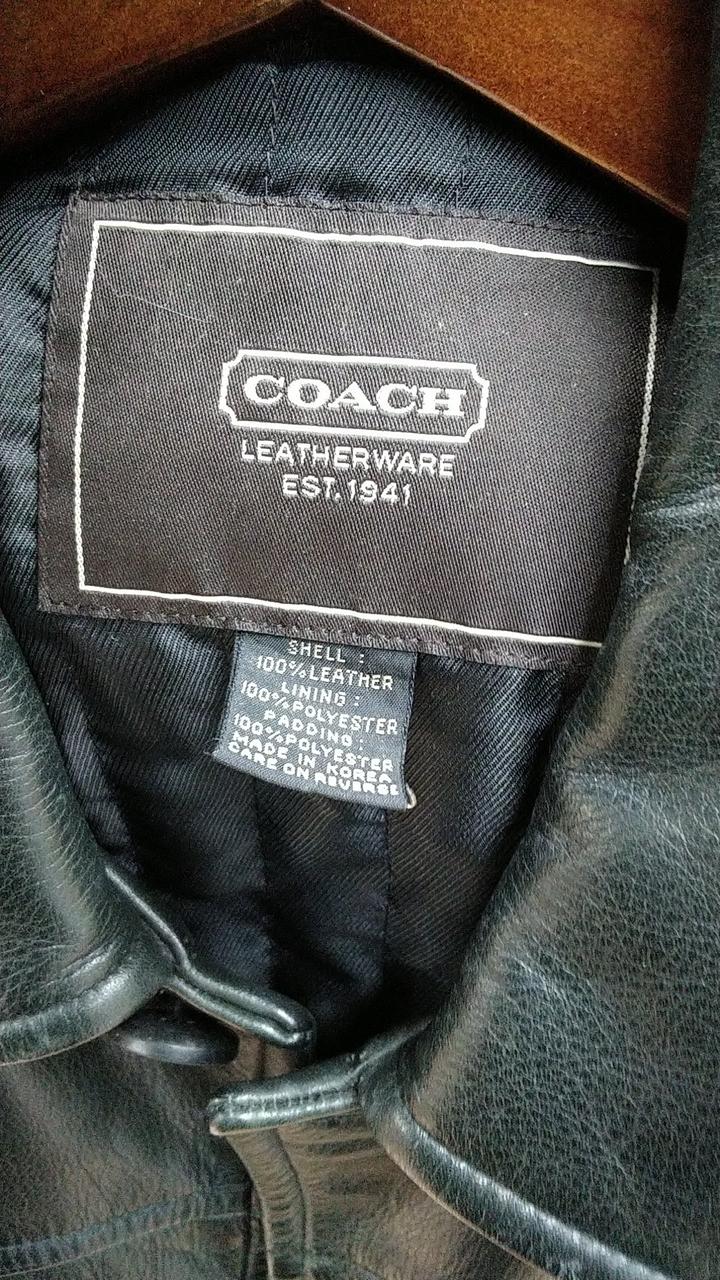 COACH
LEATHERWARE
EST. 1941
SHELL :
100% LEATHER
LINING :
100% POLYESTER
PADDING :
100% POLYESTER
MADE IN KOREA
CARE ON REVERSE